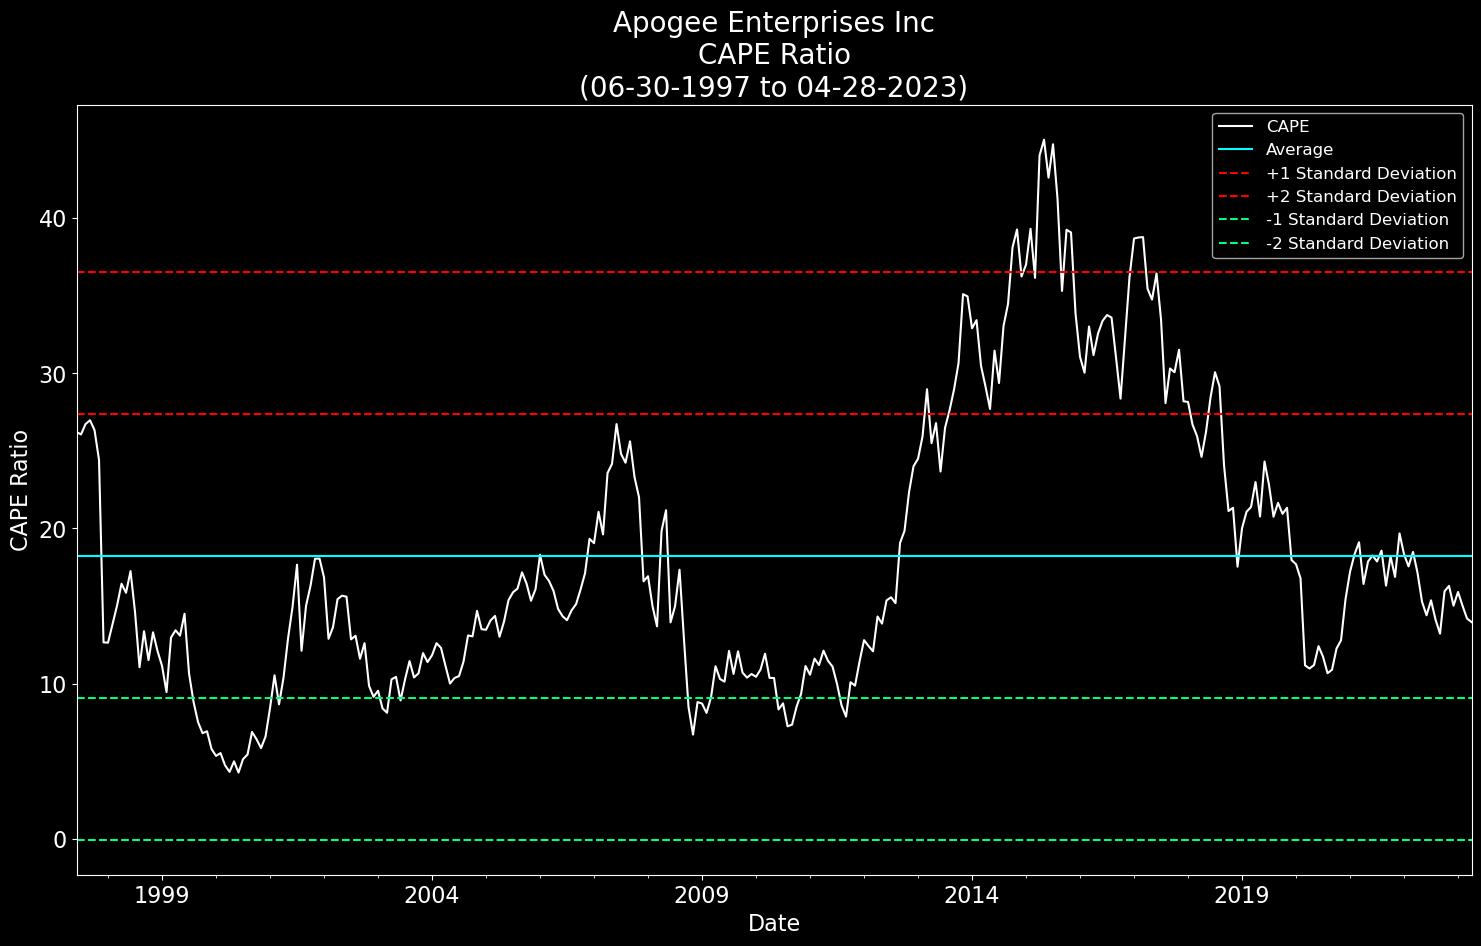 Apogee Enterprises Inc
CAPE Ratio
(06-30-1997 to 04-28-2023)
CAPE
Average
+1 Standard Deviation
+2 Standard Deviation
-1 Standard Deviation
-2 Standard Deviation
CAPE Ratio
40
30
20
10
0
1999
2004
2009
2014
2019
Date